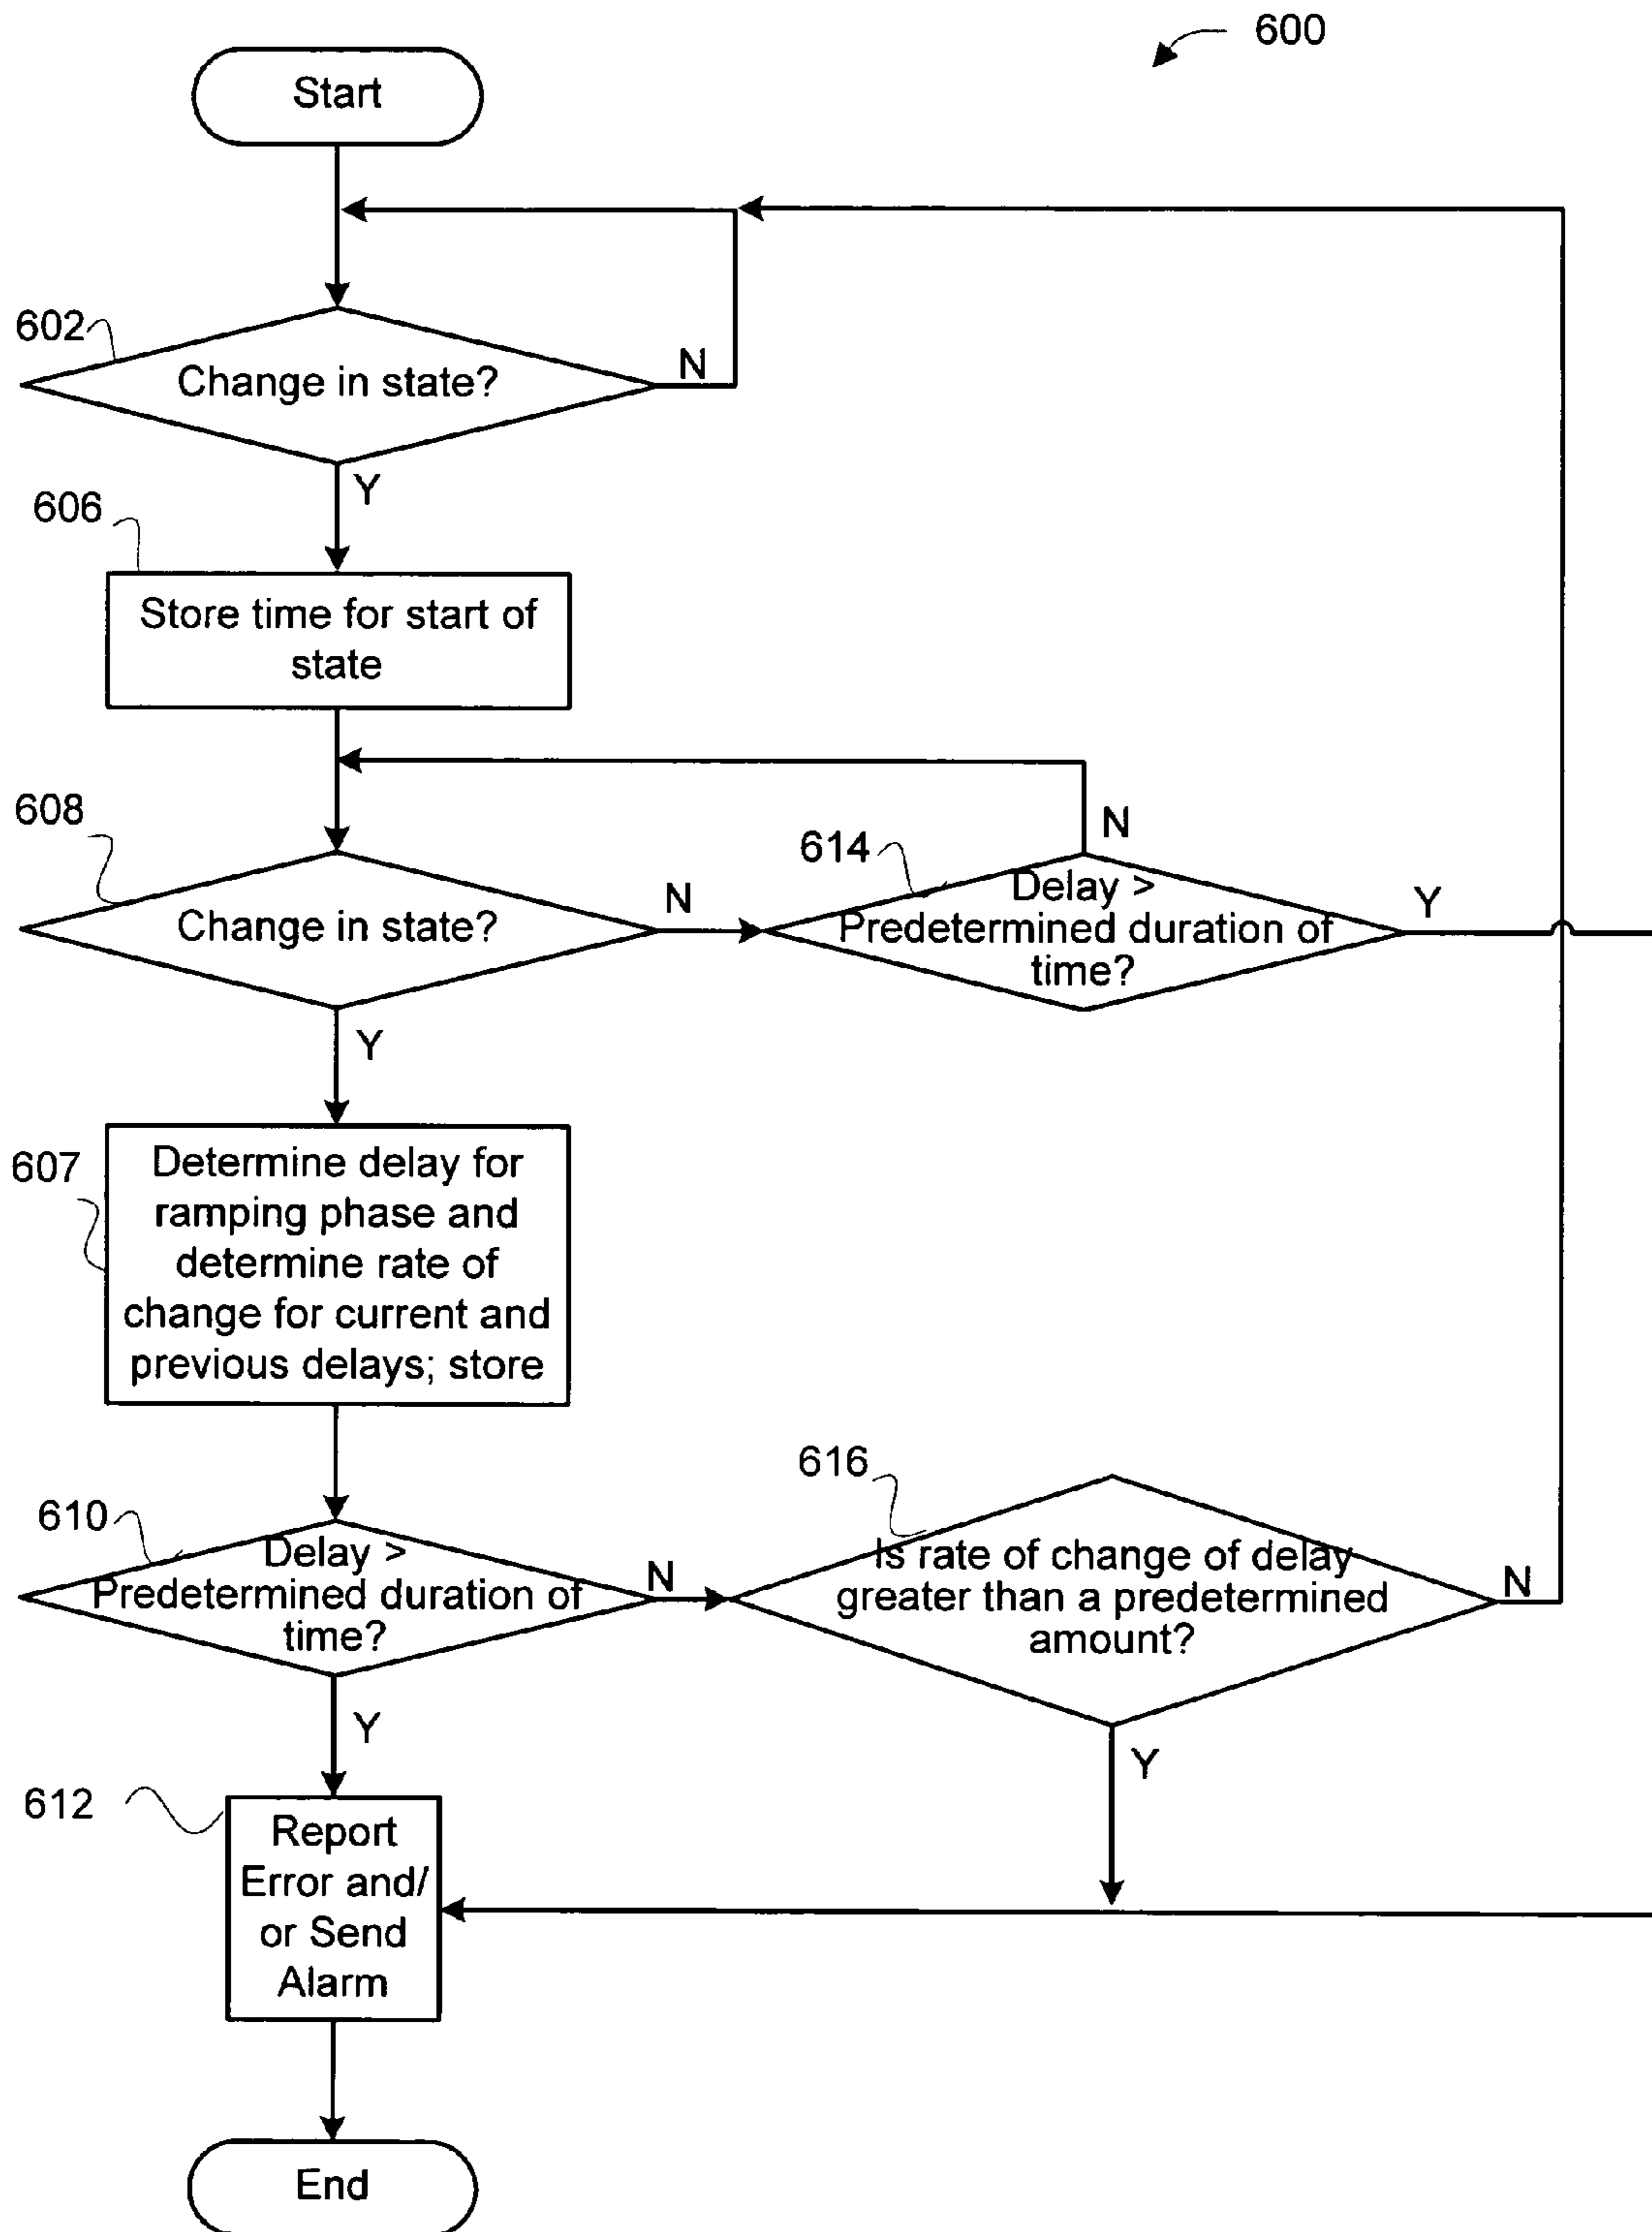 600
Start
602
Change in state?
N
Y
606
Store time for start of
state
608
Change in state?
N
614
Delay >
Predetermined duration of
time?
N
Y
Y
607
Determine delay for
ramping phase and
determine rate of
change for current and
previous delays; store
610
Delay >
Predetermined duration of
time?
N
616
Is rate of change of delay
greater than a predetermined
amount?
N
Y
Y
612
Report
Error and/
or Send
Alarm
End